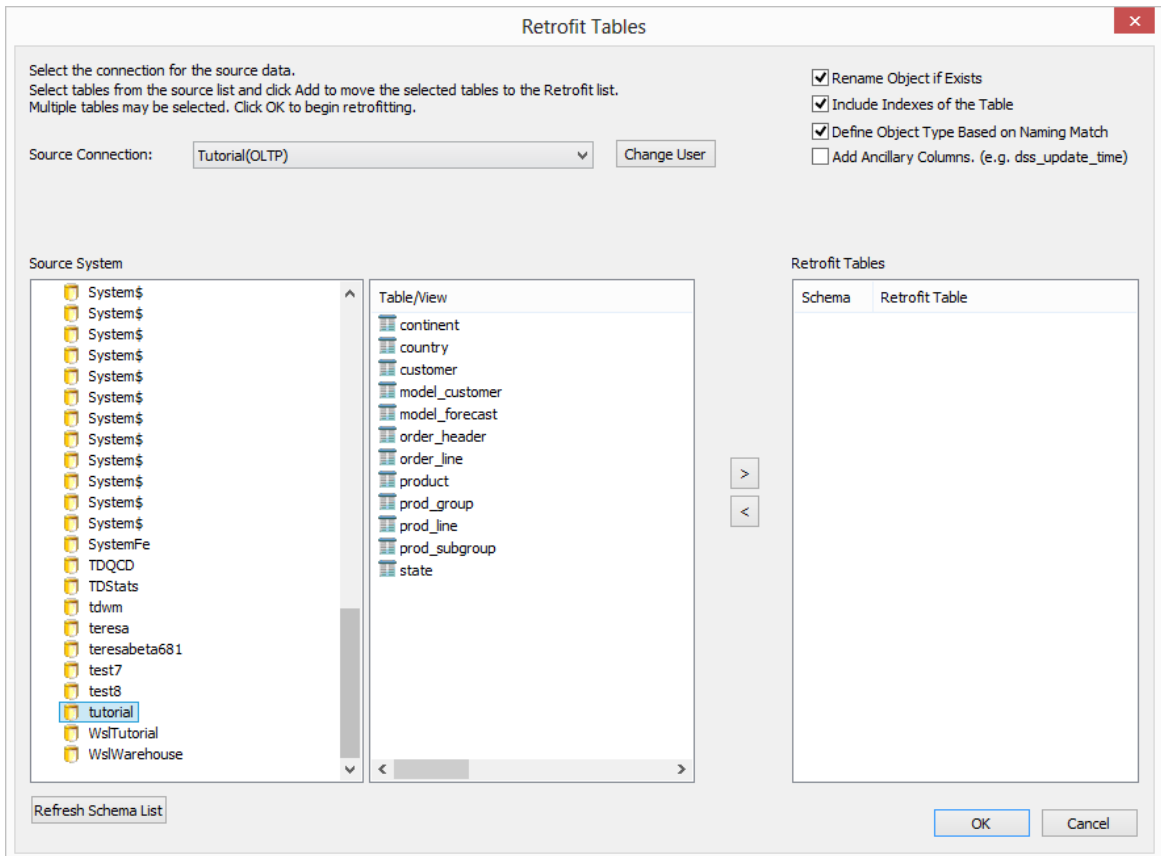 Retrofit Tables
Select the connection for the source data.
Select tables from the source list and click Add to move the selected tables to the Retrofit list.
Multiple tables may be selected. Click OK to begin retrofitting.
Rename Object if Exists
Include Indexes of the Table
Define Object Type Based on Naming Match
Add Ancillary Columns. (e.g. dss_update_time)
Source Connection:
Tutorial(OLTP)
Change User
Source System
System$
System$
System$
System$
System$
System$
System$
System$
System$
System$
System$
System$
SystemFe
TDQCD
TDStats
tdwm
teresa
teresabeta681
test7
test8
tutorial
WslTutorial
WslWarehouse
Table/View
continent
country
customer
model_customer
model_forecast
order_header
order_line
product
prod_group
prod_line
prod_subgroup
state
>
<
Retrofit Tables
Schema Retrofit Table
Refresh Schema List
OK
Cancel